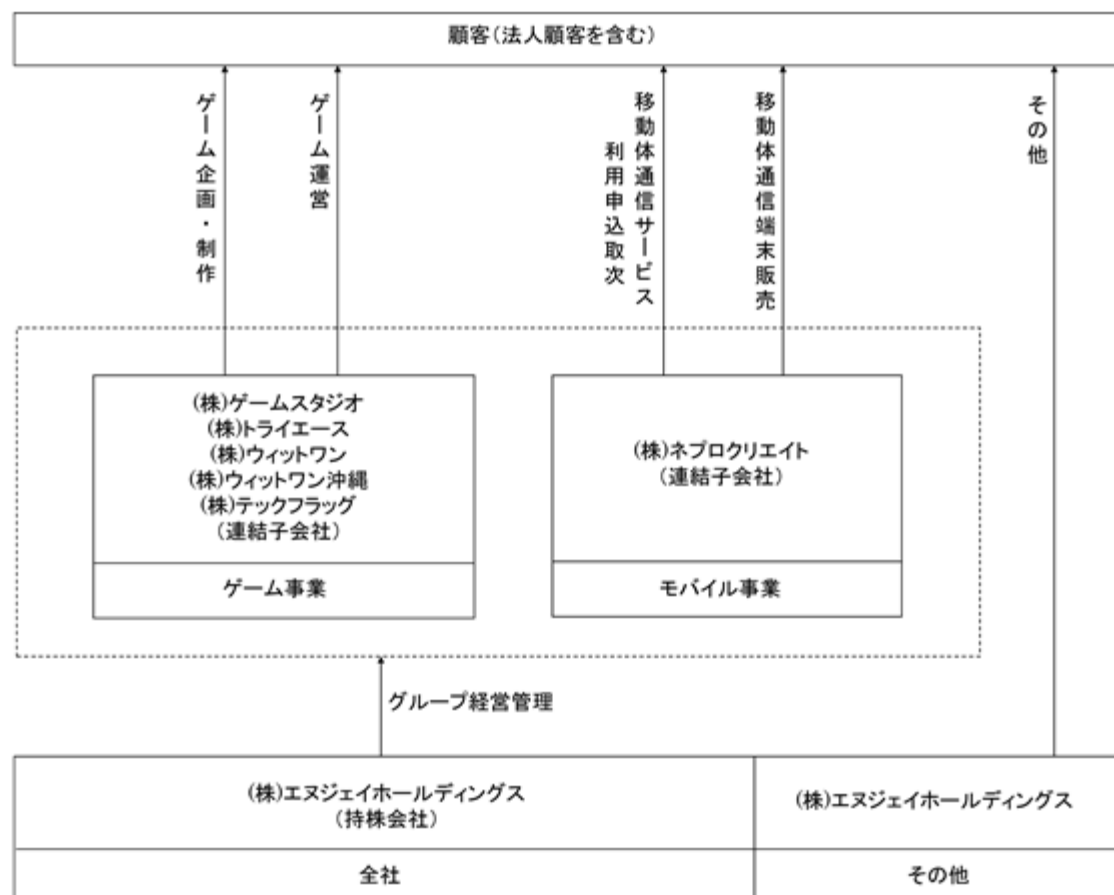 顧客(法人顧客を含む)
ゲーム企画・制作
ゲーム運営
移動体通信サービス
利用申込取次
移動体通信端末販売
その他
(株)ゲームスタジオ
(株)トライエース
(株)ウィットワン
(株)ウィットワン沖縄
(株)テックフラッグ
(連結子会社)
ゲーム事業
(株)ネプロクリエイト
(連結子会社)
モバイル事業
グループ経営管理
(株)エヌジェイホールディングス
(持株会社)
全社
(株)エヌジェイホールディングス
その他